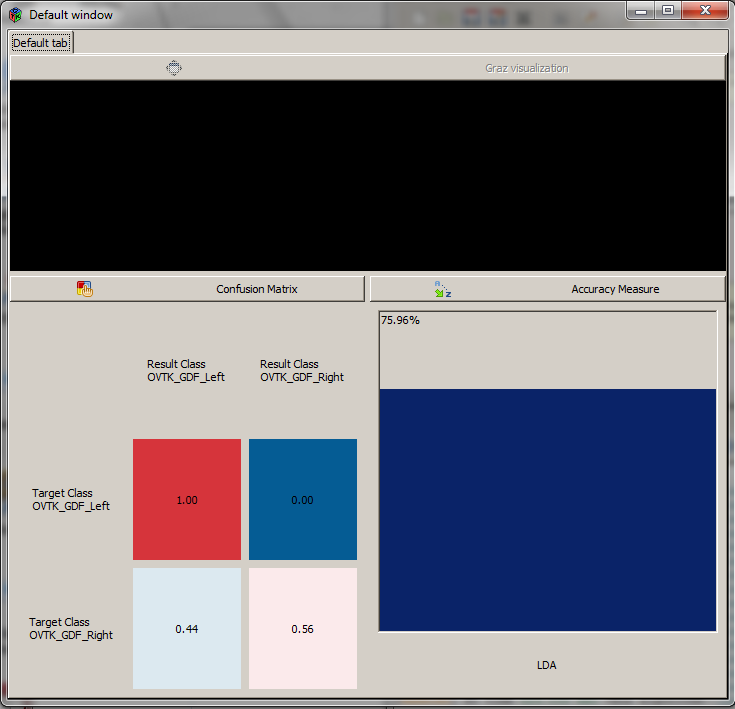 Default window
Default tab
Graz visualization
Confusion Matrix
Accuracy Measure
75.96%
Result Class
OVTK_GDF_Left
Result Class
OVTK_GDF_Right
Target Class
OVTK_GDF_Left
1.00
0.00
Target Class
OVTK_GDF_Right
0.44
0.56
LDA